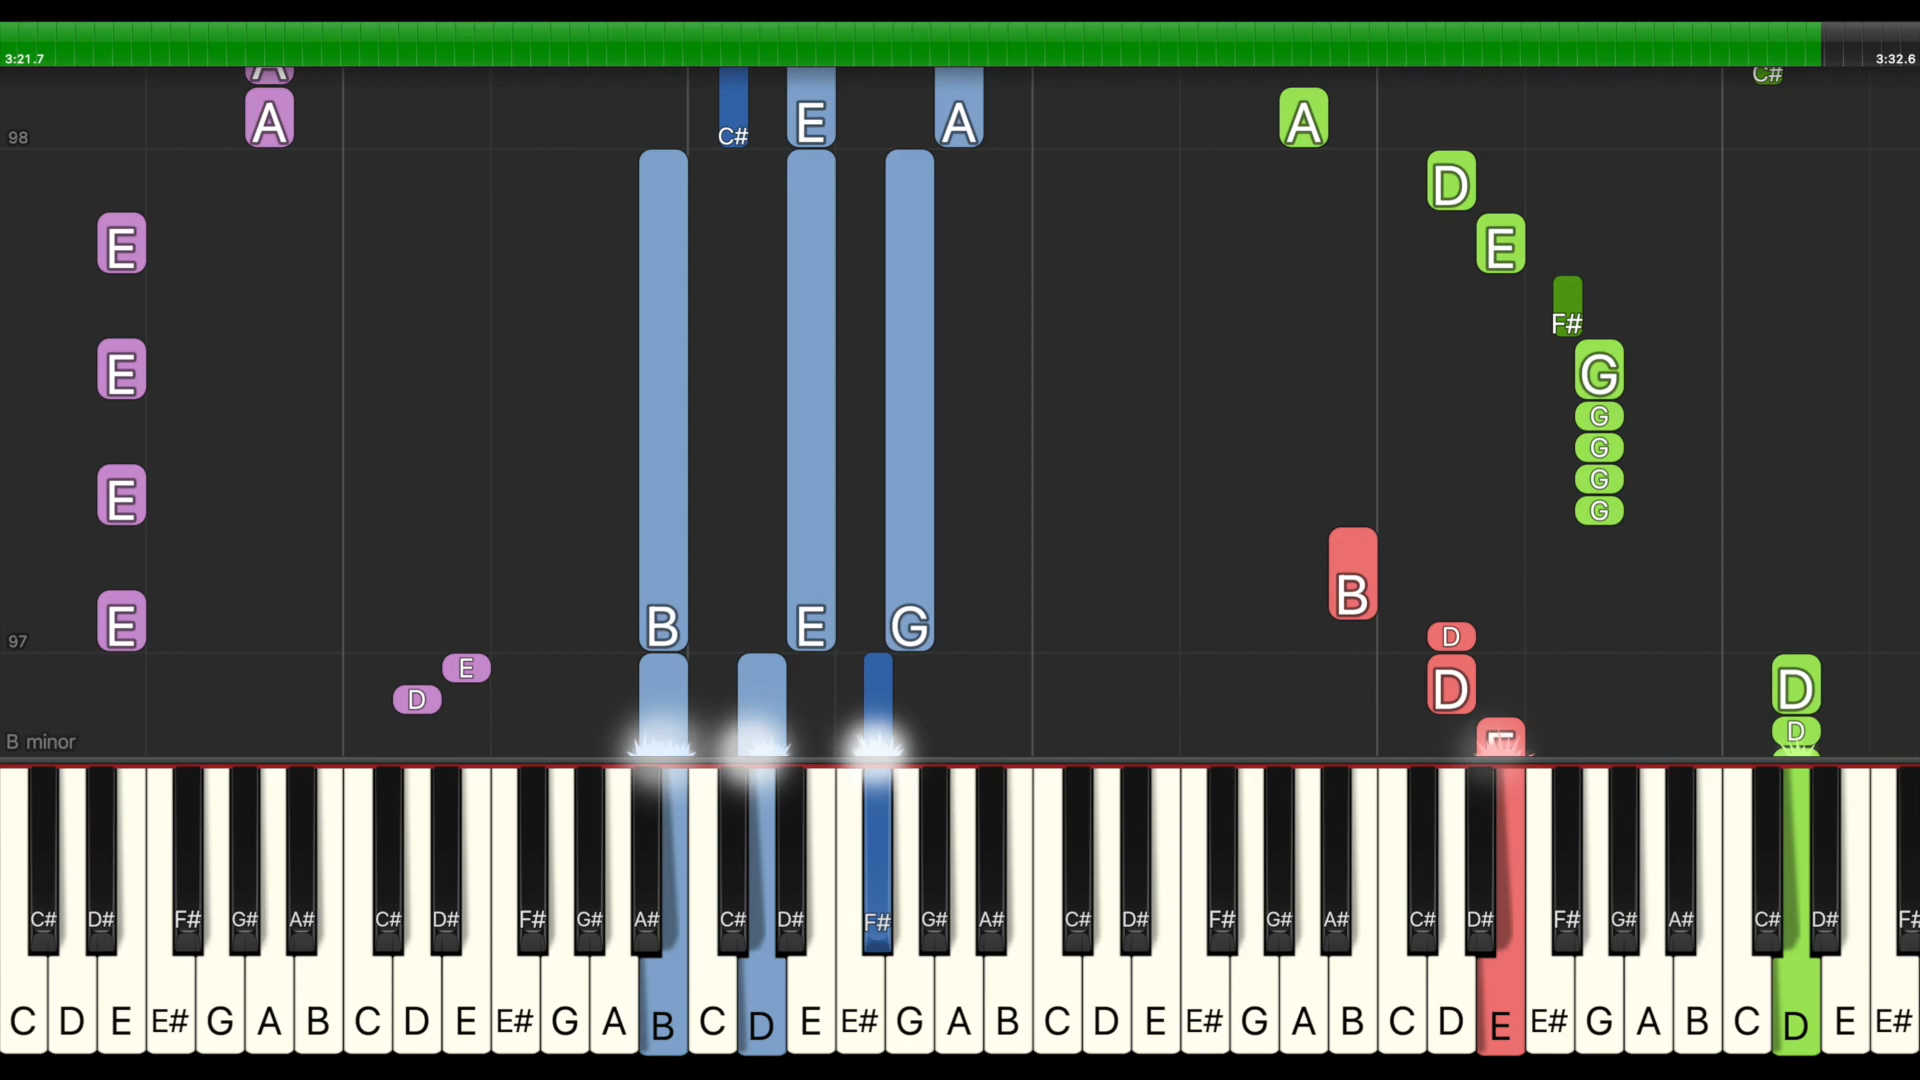 3:21.7 3:32.6
A C#
A C# E A A
98
D
E E
F#
E G
G
G
G
E G
B
E B E G
97 D
E D D
D
B minor E D
C# D# F# G# A# C# D# F# G# A# C# D# F# G# A# C# D# F# G# A# C# D# F# G# A# C# D# F#
C D E E# G A B C D E E# G A B C D E E# G A B C D E E# G A B C D E E# G A B C D E E#